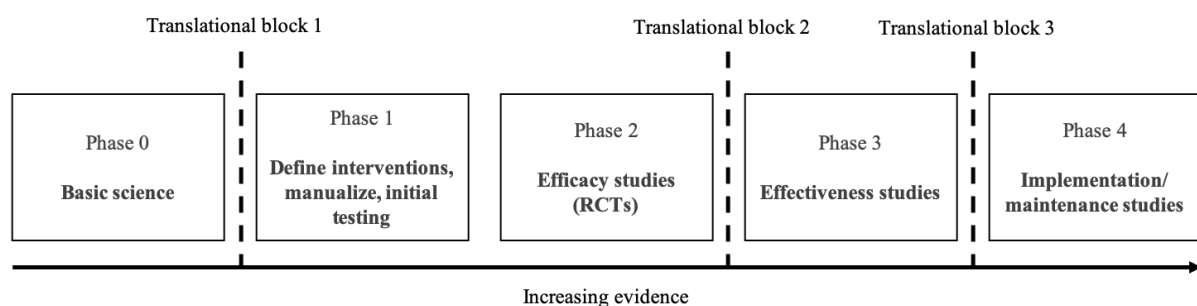 Translational block 1
Translational block 2
Translational block 3
Phase 0
Basic science
Phase 1
Define interventions,
manualize, initial
testing
Phase 2
Efficacy studies
(RCTs)
Phase 3
Effectiveness studies
Phase 4
Implementation/
maintenance studies
Increasing evidence